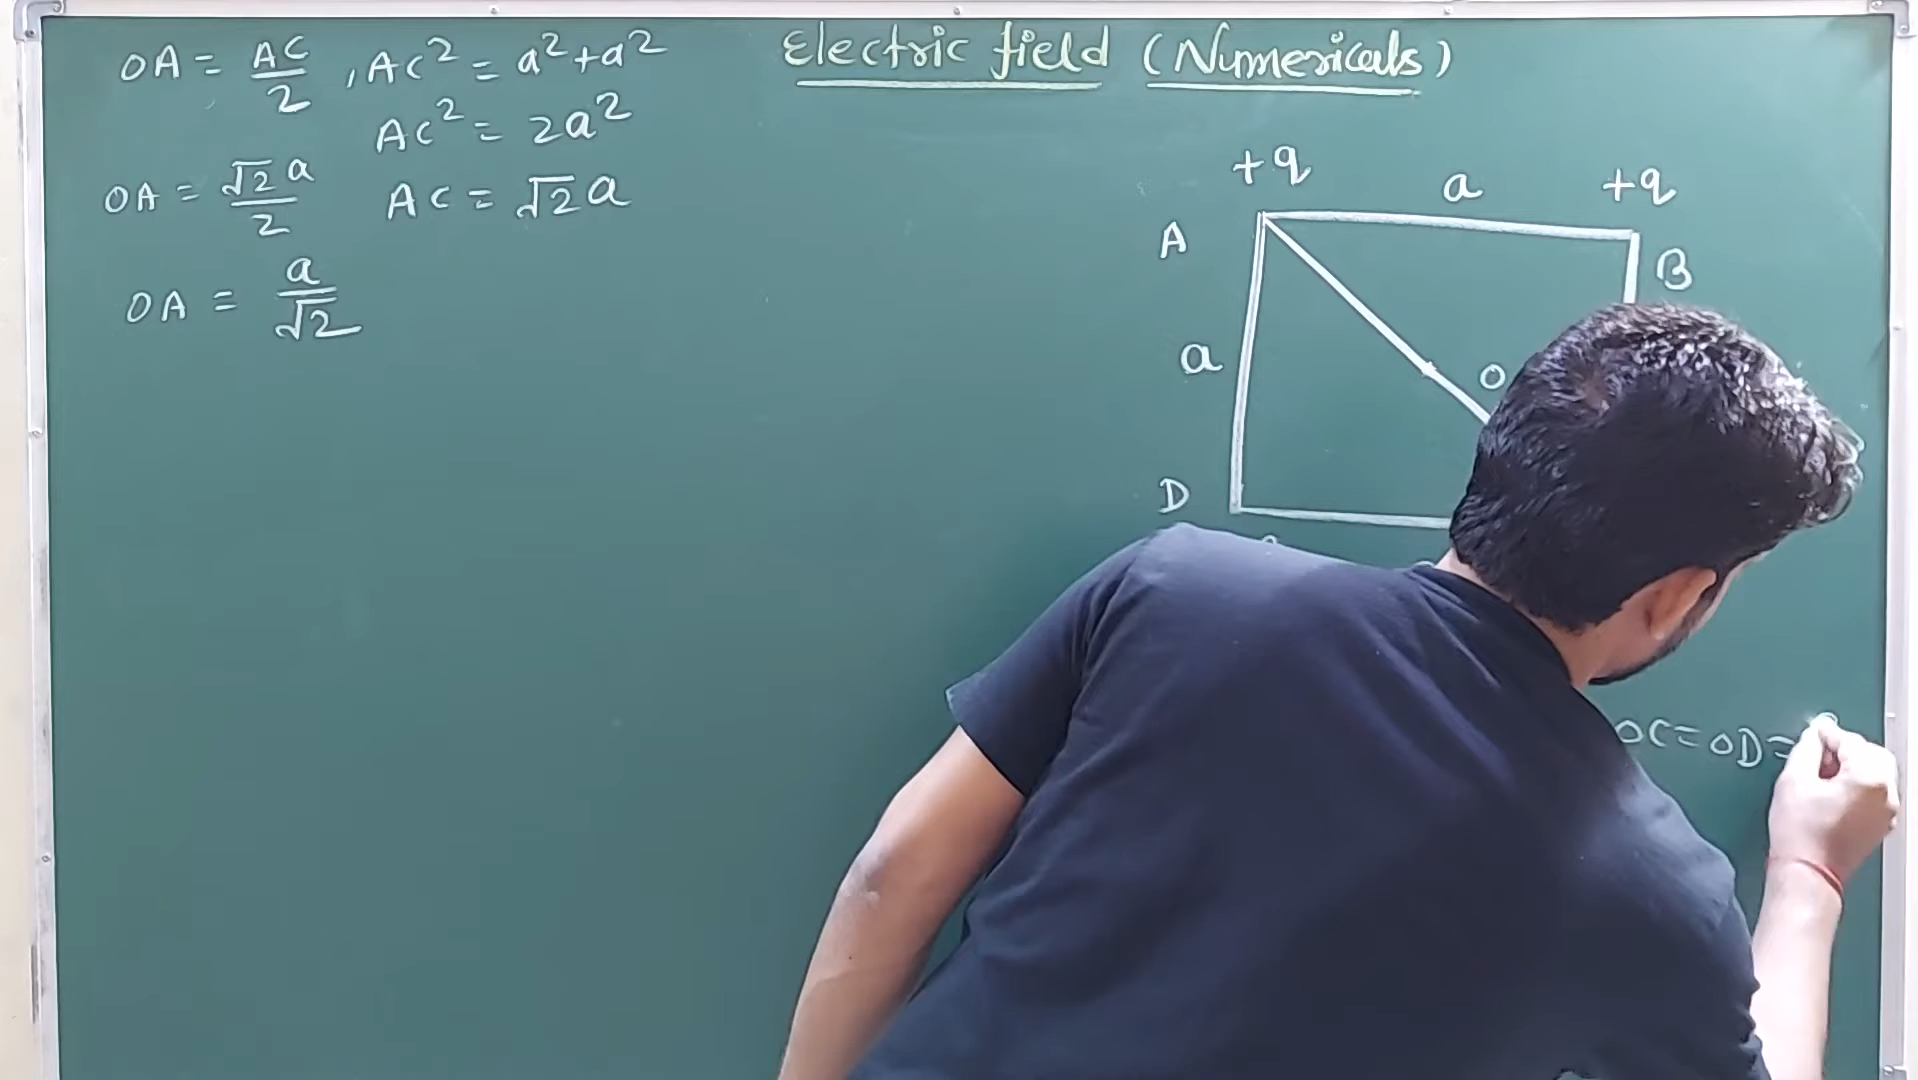 Electric field (Numericals)
OA = AC/2 , AC² = a² + a²
AC² = 2a²
OA = √2 a/2 AC = √2 a
OA = a/√2
+q a +q
A B
a O
D
OC = OD =